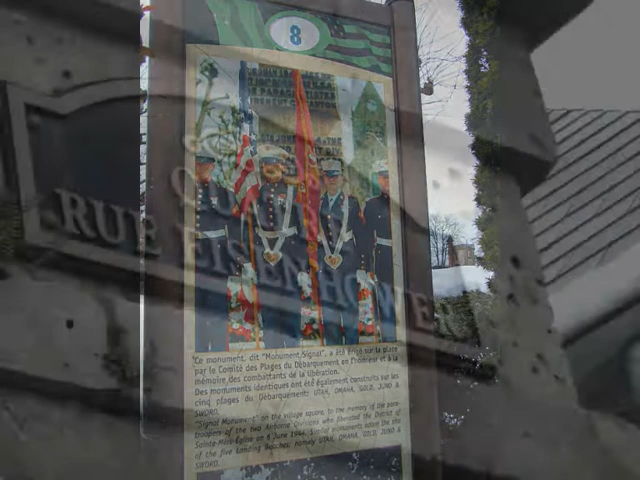 8
RUE EISENHOWER
Ce monument, dit "Monument/Signal", a été érigé sur la place
par le Comité des Plages du Débarquement en l'honneur et à la
mémoire des combattants de la libération.
Des monuments identiques ont été également construits sur les
cinq plages du Débarquement: UTAH, OMAHA, GOLD, JUNO &
SWORD.
"Signal Monument" on the village square, to the memory of the para-
troopers of the two Airborne Divisions who liberated the District of
Sainte-Mère-Église on 6 June 1944. Similar monuments adorn the site
of the five Landing Beaches: namely UTAH, OMAHA, GOLD, JUNO &
SWORD.